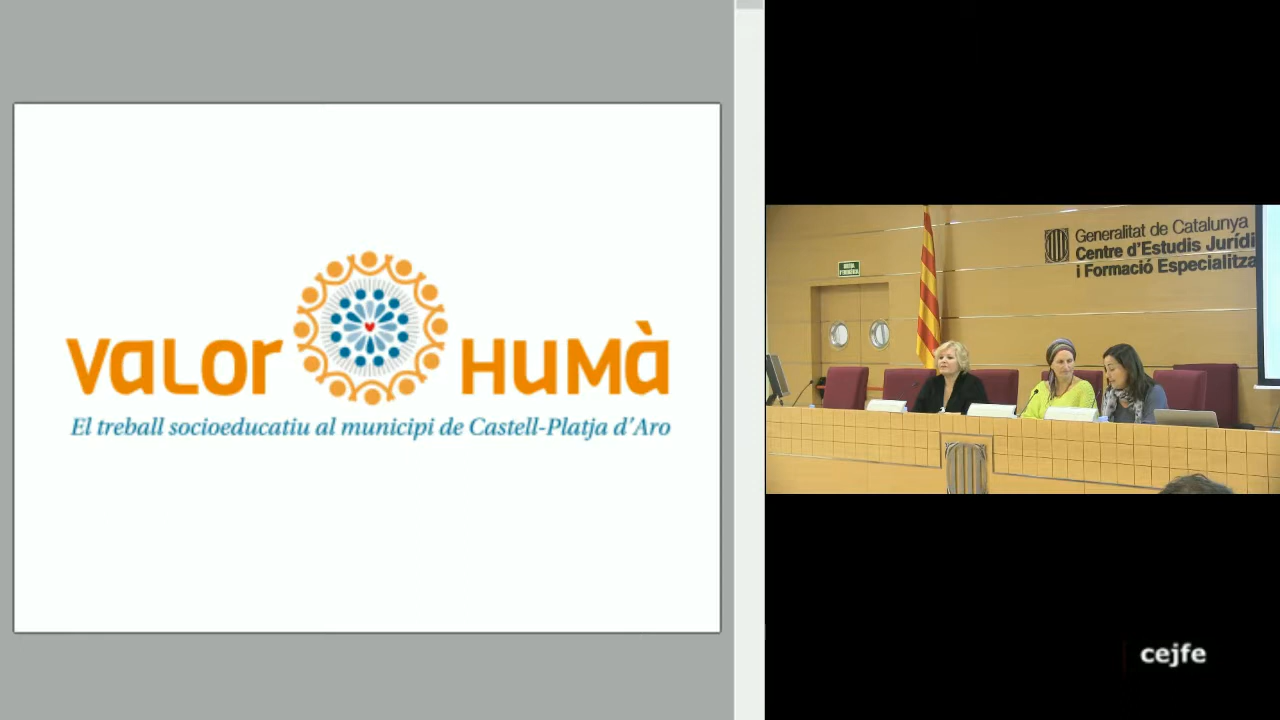 VALOR HUMÀ
El treball socioeducatiu al municipi de Castell-Platja d'Aro
Generalitat de Catalunya
Centre d'Estudis Jurídi
i Formació Especialitza
cejfe